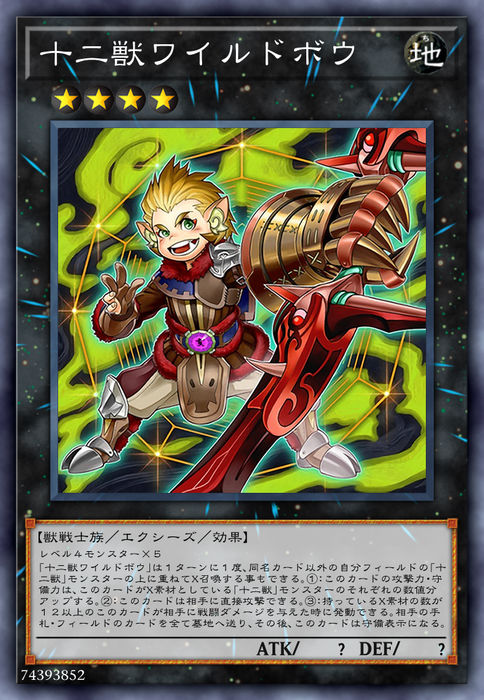 十二獣ワイルドボウ
ち
地
【獣戦士族/エクシーズ/効果】
レベル4モンスター×5
「十二獣ワイルドボウ」は1ターンに1度、同名カード以外の自分フィールドの「十
二獣」モンスターの上に重ねてX召喚する事もできる。①:このカードの攻撃力・守
備力は、このカードがX素材としている「十二獣」モンスターのそれぞれの数値分
アップする。②:このカードは相手に直接攻撃できる。③:持っているX素材の数が
12以上のこのカードが相手に戦闘ダメージを与えた時に発動できる。相手の手
札・フィールドのカードを全て墓地へ送り、その後、このカードは守備表示になる。
ATK/ ? DEF/ ?
74393852